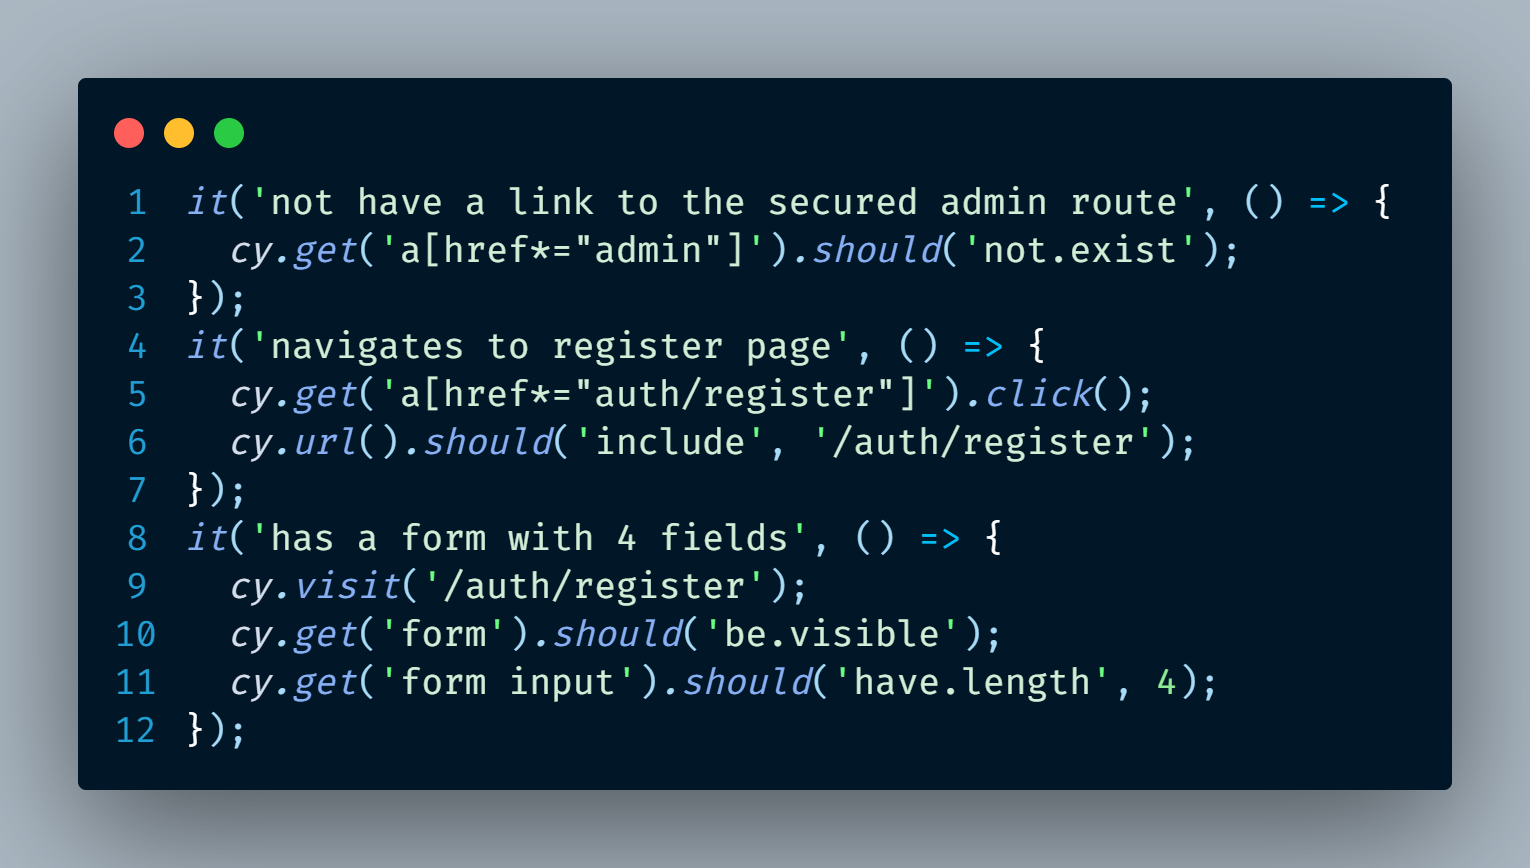 1 it('not have a link to the secured admin route', () => {
2   cy.get('a[href*="admin"]').should('not.exist');
3 });
4 it('navigates to register page', () => {
5   cy.get('a[href*="auth/register"]').click();
6   cy.url().should('include', '/auth/register');
7 });
8 it('has a form with 4 fields', () => {
9   cy.visit('/auth/register');
10   cy.get('form').should('be.visible');
11   cy.get('form input').should('have.length', 4);
12 });